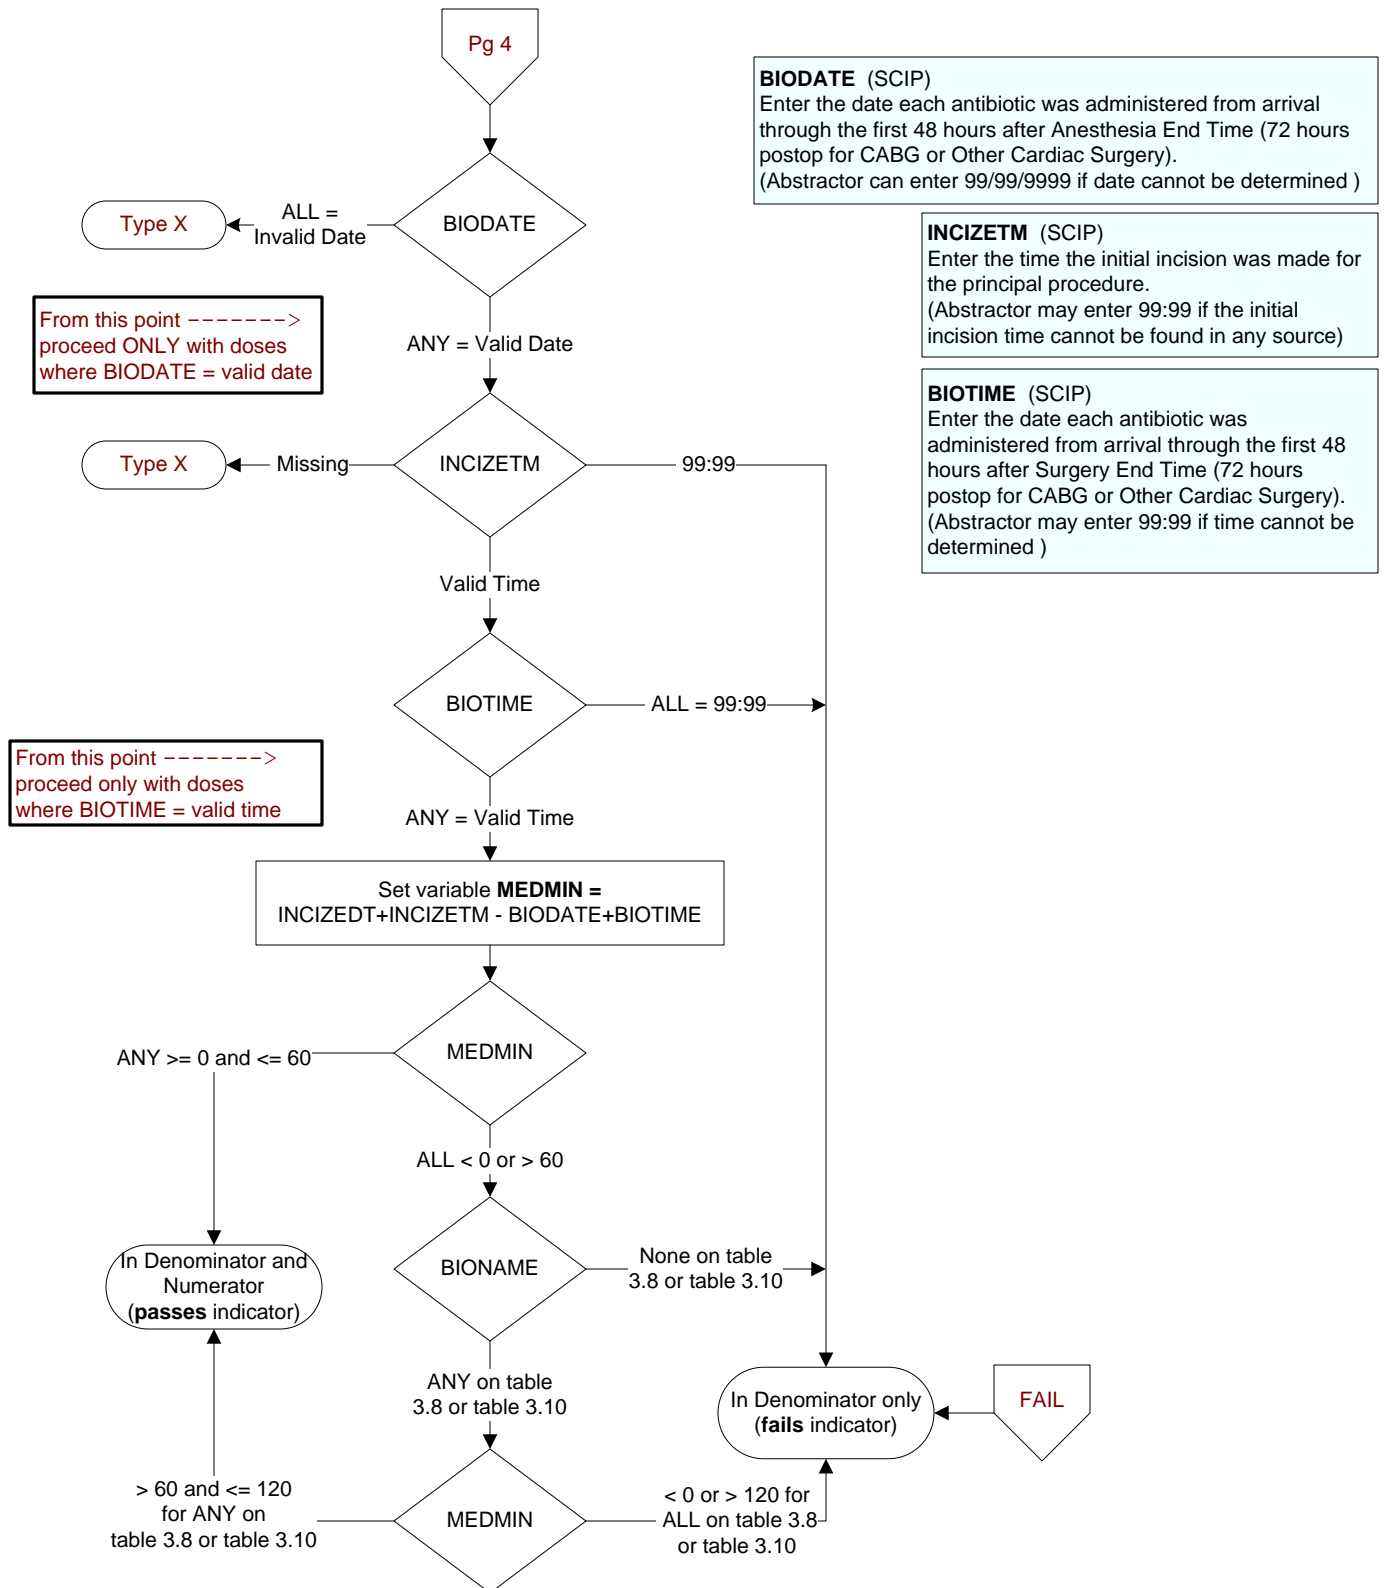 Pg 4
BIODATE (SCIP)
Enter the date each antibiotic was administered from arrival
through the first 48 hours after Anesthesia End Time (72 hours
postop for CABG or Other Cardiac Surgery).
(Abstractor can enter 99/99/9999 if date cannot be determined )
Type X
ALL =
Invalid Date
BIODATE
INCIZETM (SCIP)
Enter the time the initial incision was made for
the principal procedure.
(Abstractor may enter 99:99 if the initial
incision time cannot be found in any source)
From this point ------->
proceed ONLY with doses
where BIODATE = valid date
ANY = Valid Date
BIOTIME (SCIP)
Enter the date each antibiotic was
administered from arrival through the first 48
hours after Surgery End Time (72 hours
postop for CABG or Other Cardiac Surgery).
(Abstractor may enter 99:99 if time cannot be
determined )
Type X
Missing
INCIZETM
99:99
Valid Time
BIOTIME
ALL = 99:99
From this point ------->
proceed only with doses
where BIOTIME = valid time
ANY = Valid Time
Set variable MEDMIN =
INCIZEDT+INCIZETM - BIODATE+BIOTIME
ANY >= 0 and <= 60
MEDMIN
ALL < 0 or > 60
In Denominator and
Numerator
(passes indicator)
BIONAME
None on table
3.8 or table 3.10
ANY on table
3.8 or table 3.10
In Denominator only
(fails indicator)
FAIL
> 60 and <= 120
for ANY on
table 3.8 or table 3.10
MEDMIN
< 0 or > 120 for
ALL on table 3.8
or table 3.10